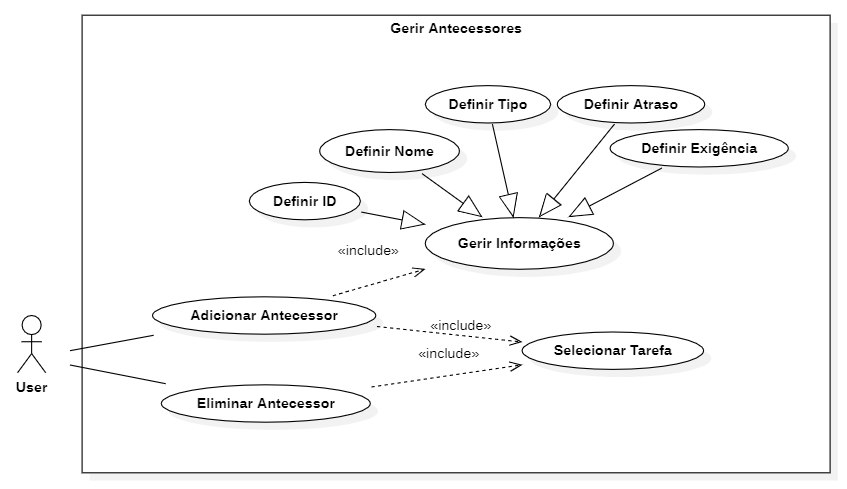 Gerir Antecessores
Definir Tipo
Definir Atraso
Definir Nome
Definir Exigência
Definir ID
Gerir Informações
«include»
Adicionar Antecessor
«include»
«include»
Selecionar Tarefa
User
Eliminar Antecessor